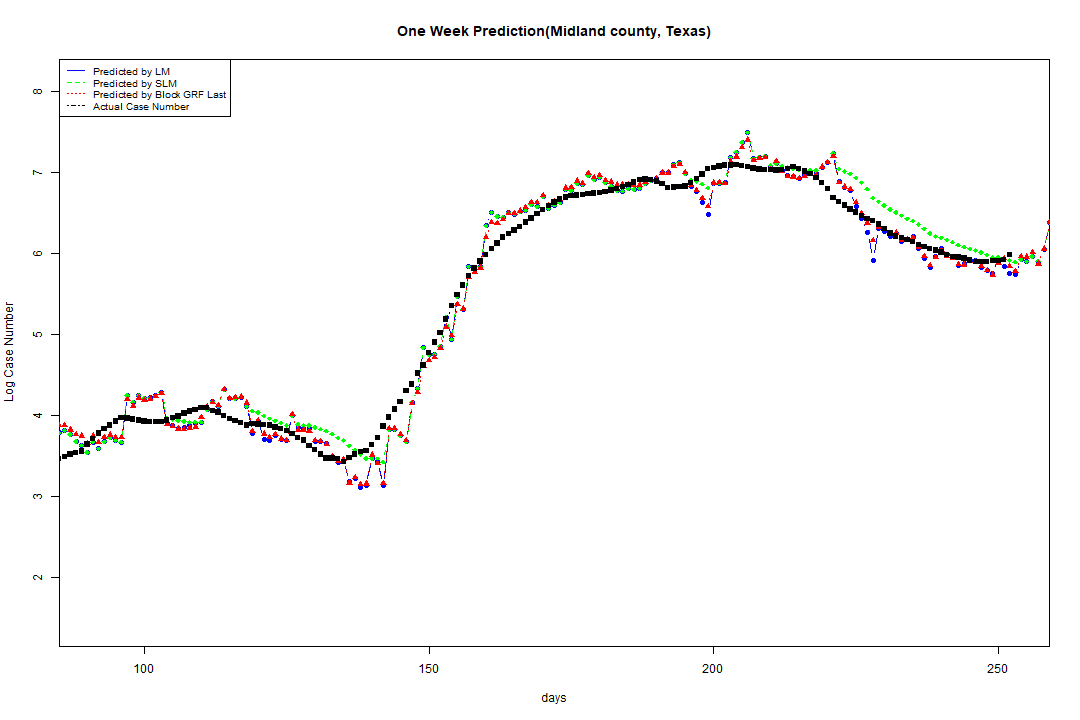 One Week Prediction(Midland county, Texas)
Predicted by LM
Predicted by SLM
Predicted by Block GRF Last
Actual Case Number
8
7
6
5
4
3
2
Log Case Number
100
150
200
250
days